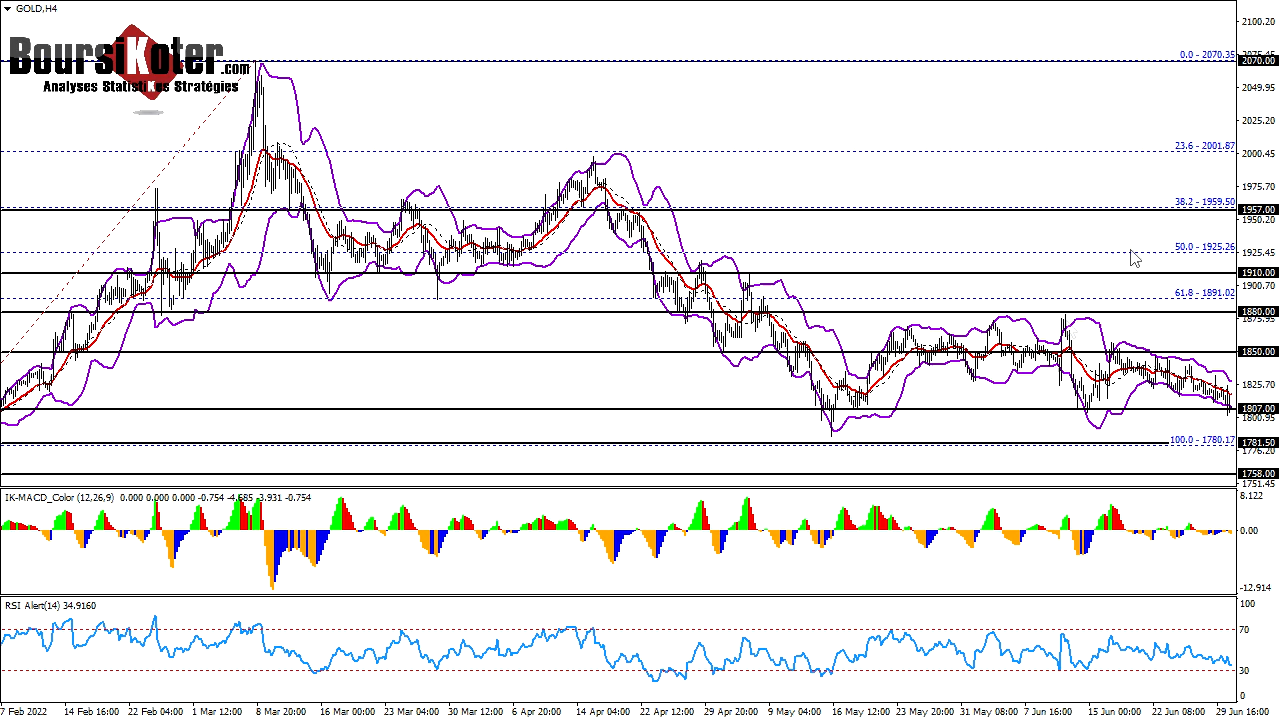 GOLD,H4
BoursiKoter.com
Analyses StatistiKes Stratégies
0.0 - 2070.35
23.6 - 2001.87
38.2 - 1959.50
50.0 - 1925.26
61.8 - 1891.02
100.0 - 1780.17
2100.20
2075.45
2070.00
2049.95
2025.20
2000.45
1975.70
1957.00
1950.20
1925.45
1910.00
1900.70
1880.00
1875.95
1850.00
1825.70
1807.00
1800.95
1781.50
1776.20
1758.00
1751.45
IK-MACD_Color (12,26,9) 0.000 0.000 0.000 -0.754 -4.685 -3.931 -0.754
8.122
0.00
-12.914
RSI Alert(14) 34.9160
100
70
30
0
7 Feb 2022 14 Feb 16:00 22 Feb 04:00 1 Mar 12:00 8 Mar 20:00 16 Mar 00:00 23 Mar 04:00 30 Mar 12:00 6 Apr 20:00 14 Apr 04:00 22 Apr 12:00 29 Apr 20:00 9 May 04:00 16 May 12:00 23 May 20:00 31 May 08:00 7 Jun 16:00 15 Jun 00:00 22 Jun 08:00 29 Jun 16:00